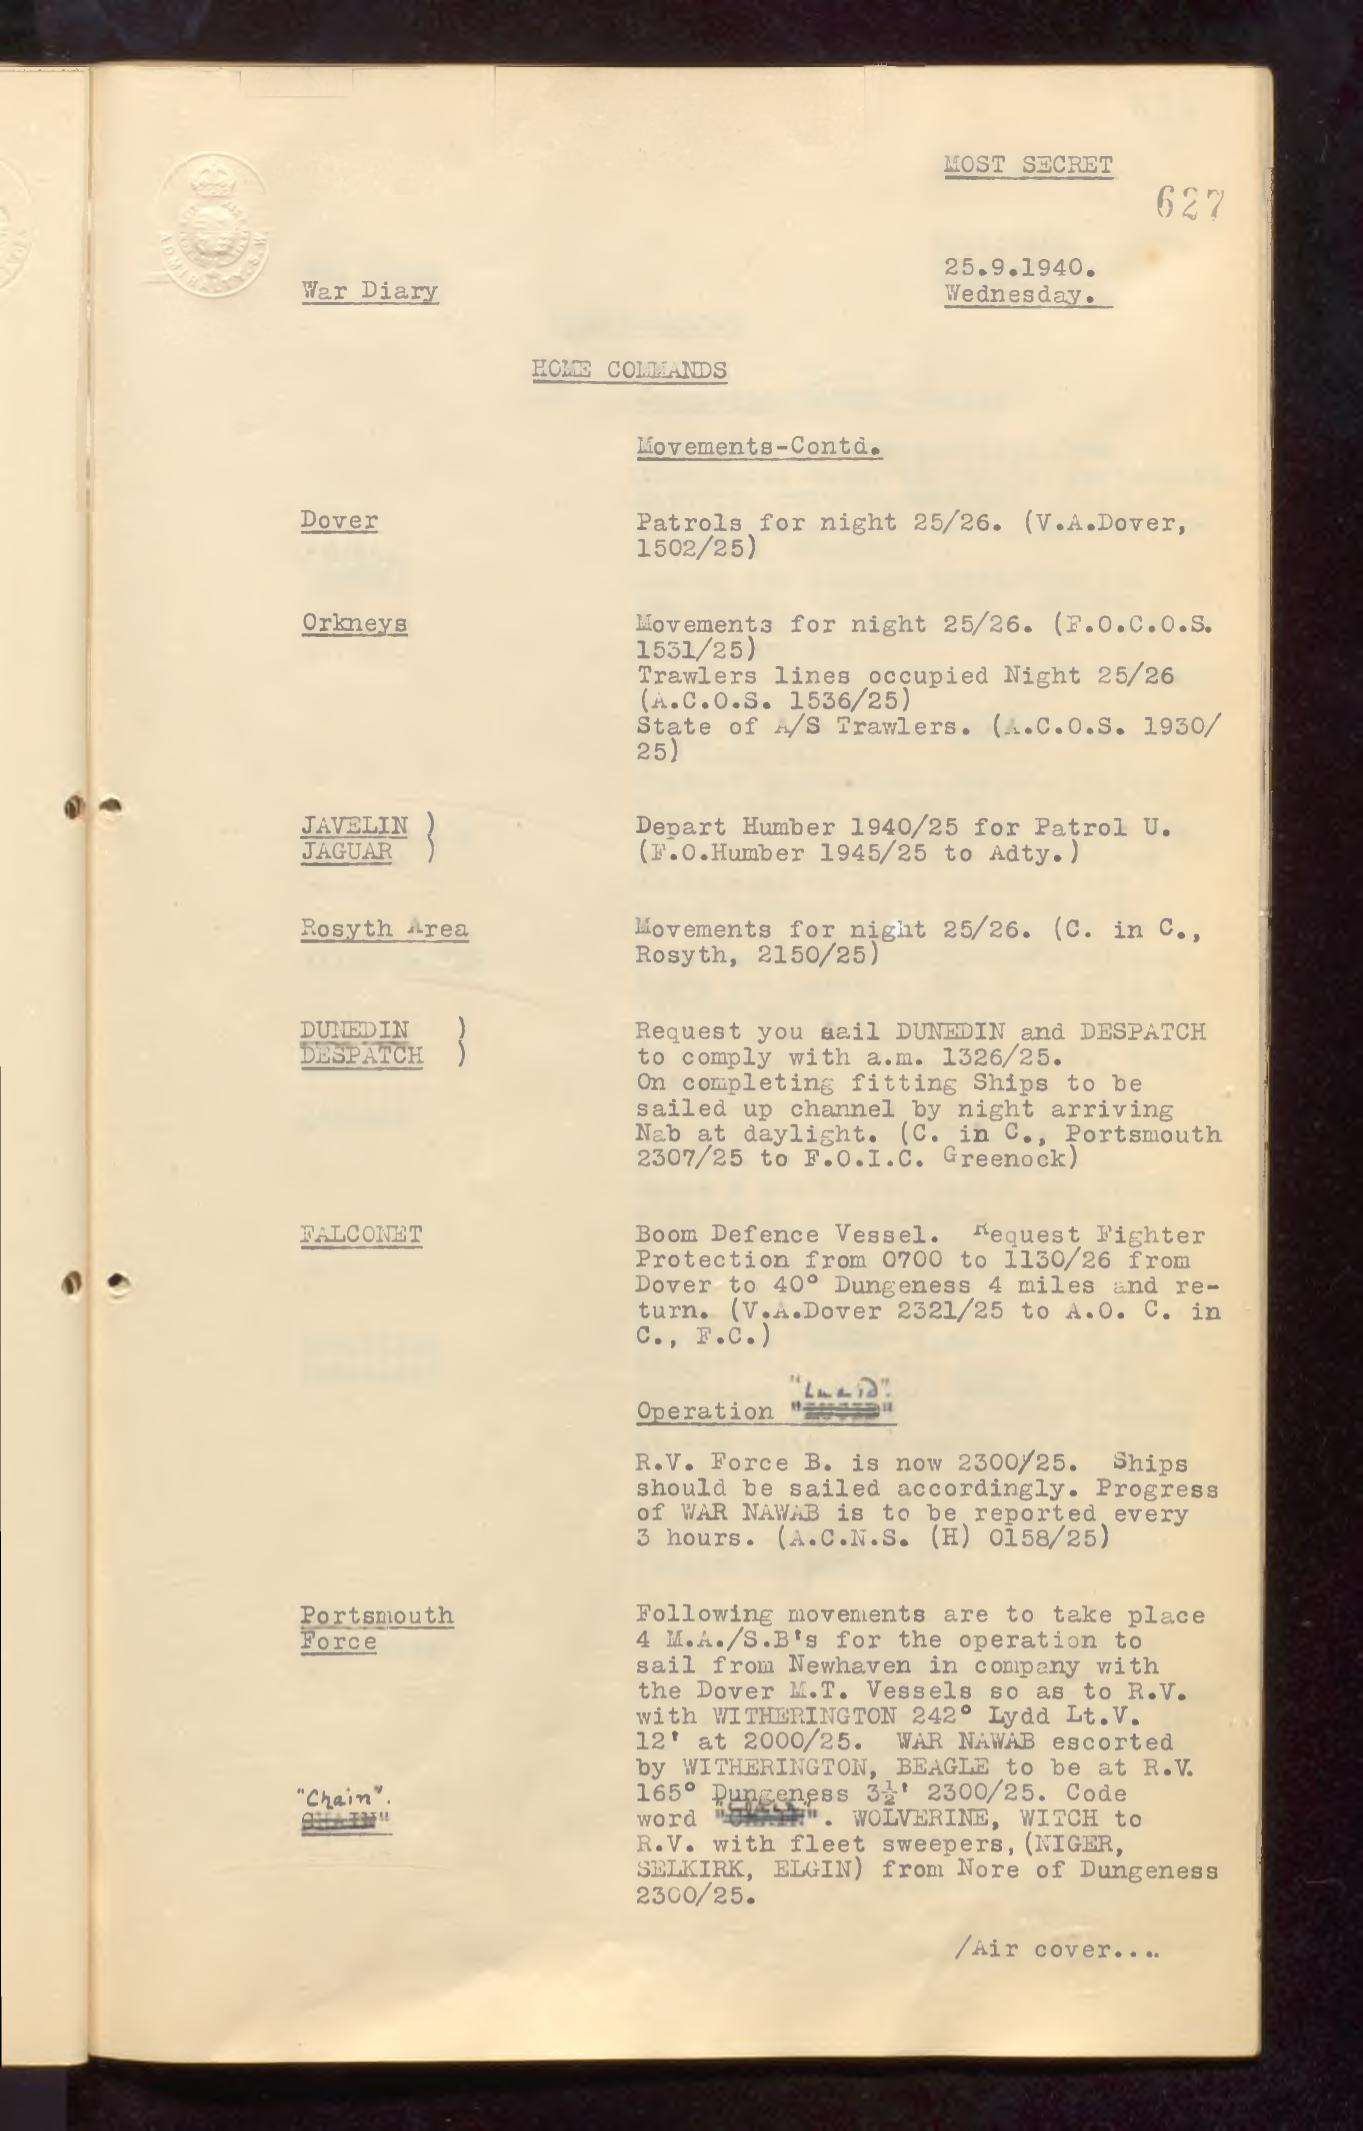 MOST SECRET
627
ADMIRALTY S.W.
25.9.1940.
War Diary
Wednesday.
HOME COMMANDS
Movements-Contd.
Dover
Patrols for night 25/26. (V.A.Dover,
1502/25)
Orkneys
Movements for night 25/26. (F.O.C.O.S.
1531/25)
Trawlers lines occupied Night 25/26
(A.C.O.S. 1536/25)
State of A/S Trawlers. (A.C.O.S. 1930/
25)
JAVELIN )
JAGUAR )
Depart Humber 1940/25 for Patrol U.
(F.O.Humber 1945/25 to Adty.)
Rosyth Area
Movements for night 25/26. (C. in C.,
Rosyth, 2150/25)
DUNEDIN )
DESPATCH )
Request you sail DUNEDIN and DESPATCH
to comply with a.m. 1326/25.
On completing fitting Ships to be
sailed up channel by night arriving
Nab at daylight. (C. in C., Portsmouth
2307/25 to F.O.I.C. Greenock)
FALCONET
Boom Defence Vessel. Request Fighter
Protection from 0700 to 1130/26 from
Dover to 40° Dungeness 4 miles and re-
turn. (V.A.Dover 2321/25 to A.O. C. in
C., F.C.)
Operation
R.V. Force B. is now 2300/25. Ships
should be sailed accordingly. Progress
of WAR NAWAB is to be reported every
3 hours. (A.C.N.S. (H) 0158/25)
Portsmouth
Force
Following movements are to take place
4 M.A./S.B's for the operation to
sail from Newhaven in company with
the Dover M.T. Vessels so as to R.V.
with WITHERINGTON 242° Lydd Lt.V.
12' at 2000/25. WAR NAWAB escorted
by WITHERINGTON, BEAGLE to be at R.V.
165° Dungeness 3½' 2300/25. Code
"Chain".
CHAIN"
word . WOLVERINE, WITCH to
R.V. with fleet sweepers, (NIGER,
SELKIRK, ELGIN) from Nore of Dungeness
2300/25.
/Air cover....